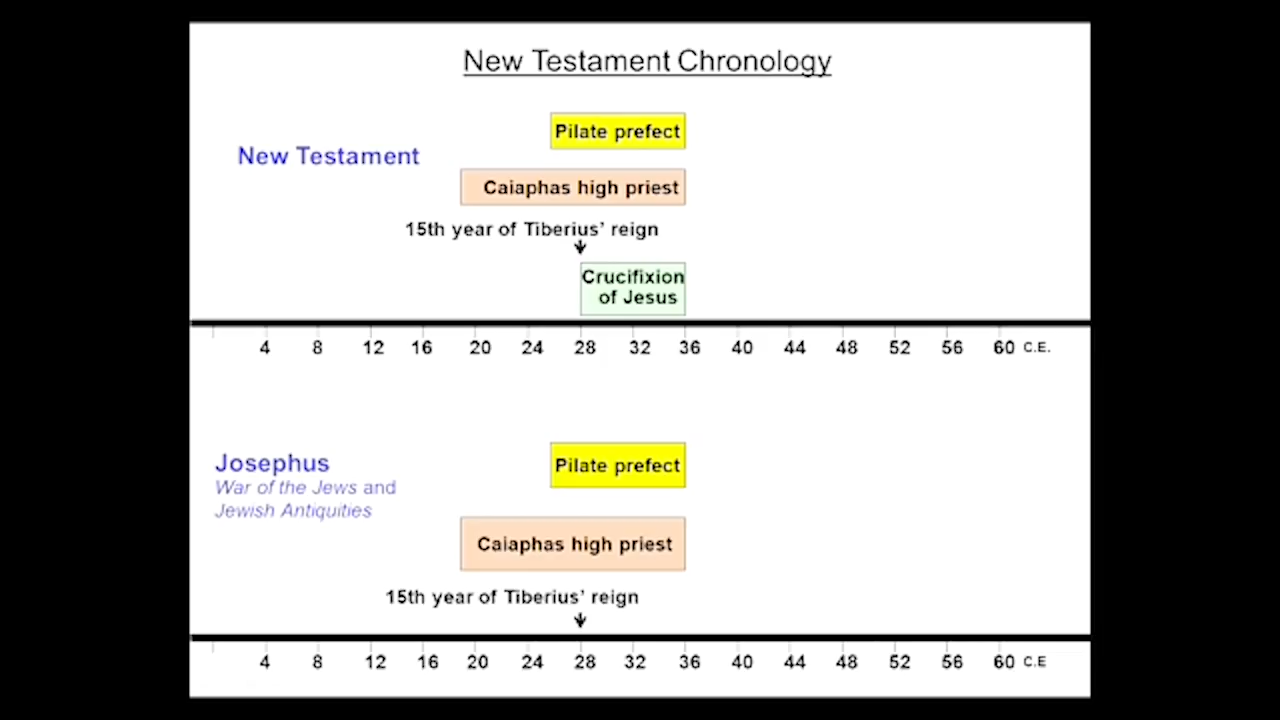 New Testament Chronology
Pilate prefect
New Testament
Caiaphas high priest
15th year of Tiberius’ reign
Crucifixion
of Jesus
4 8 12 16 20 24 28 32 36 40 44 48 52 56 60 C.E.
Josephus
War of the Jews and
Jewish Antiquities
Pilate prefect
Caiaphas high priest
15th year of Tiberius’ reign
4 8 12 16 20 24 28 32 36 40 44 48 52 56 60 C.E